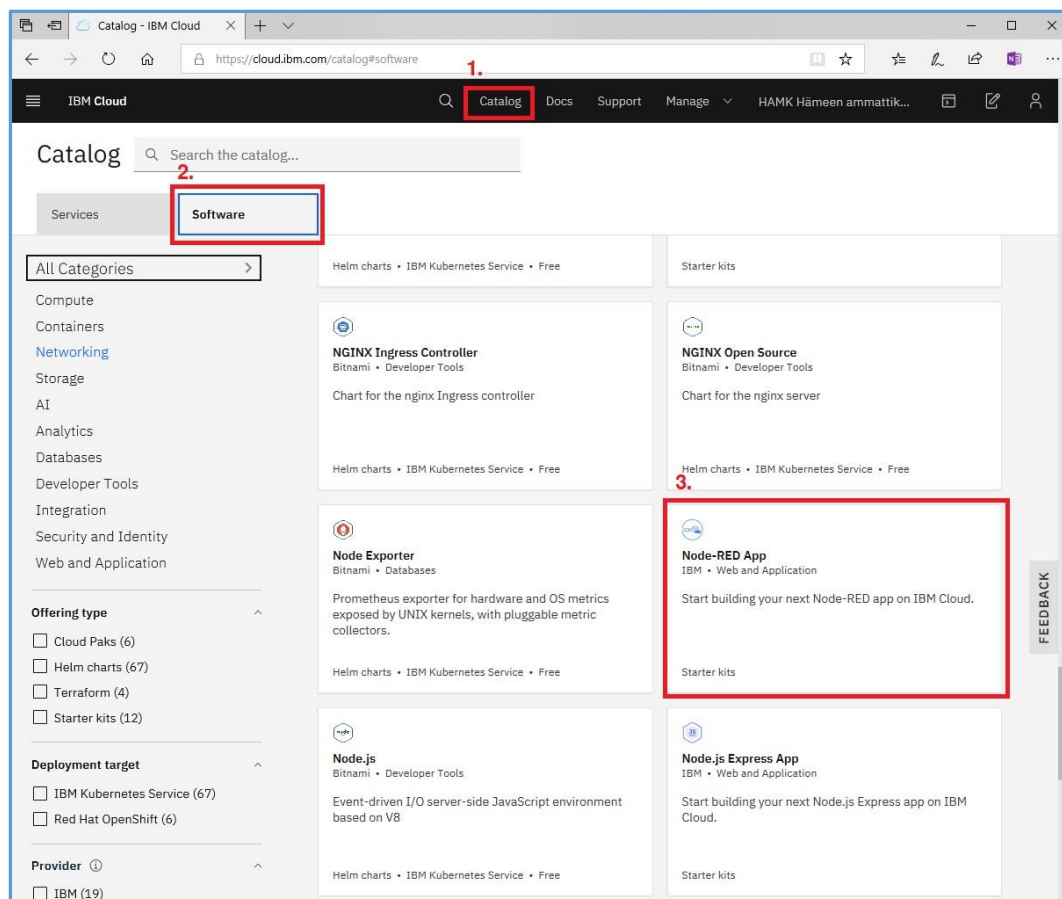 Catalog - IBM Cloud
https://cloud.ibm.com/catalog#software
1.
IBM Cloud
Catalog
Docs
Support
Manage
HAMK Hämeen ammattik...
Catalog
Search the catalog...
2.
Services
Software
All Categories
Compute
Containers
Networking
Storage
AI
Analytics
Databases
Developer Tools
Integration
Security and Identity
Web and Application
Offering type
Cloud Paks (6)
Helm charts (67)
Terraform (4)
Starter kits (12)
Deployment target
IBM Kubernetes Service (67)
Red Hat OpenShift (6)
Provider
IBM (19)
Helm charts • IBM Kubernetes Service • Free
Starter kits
NGINX Ingress Controller
Bitnami • Developer Tools
Chart for the nginx Ingress controller
Helm charts • IBM Kubernetes Service • Free
NGINX Open Source
Bitnami • Developer Tools
Chart for the nginx server
Helm charts • IBM Kubernetes Service • Free
3.
Node Exporter
Bitnami • Databases
Prometheus exporter for hardware and OS metrics
exposed by UNIX kernels, with pluggable metric
collectors.
Helm charts • IBM Kubernetes Service • Free
Node-RED App
IBM • Web and Application
Start building your next Node-RED app on IBM Cloud.
Starter kits
Node.js
Bitnami • Developer Tools
Event-driven I/O server-side JavaScript environment
based on V8
Helm charts • IBM Kubernetes Service • Free
JS
Node.js Express App
IBM • Web and Application
Start building your next Node.js Express app on IBM
Cloud.
Starter kits
FEEDBACK